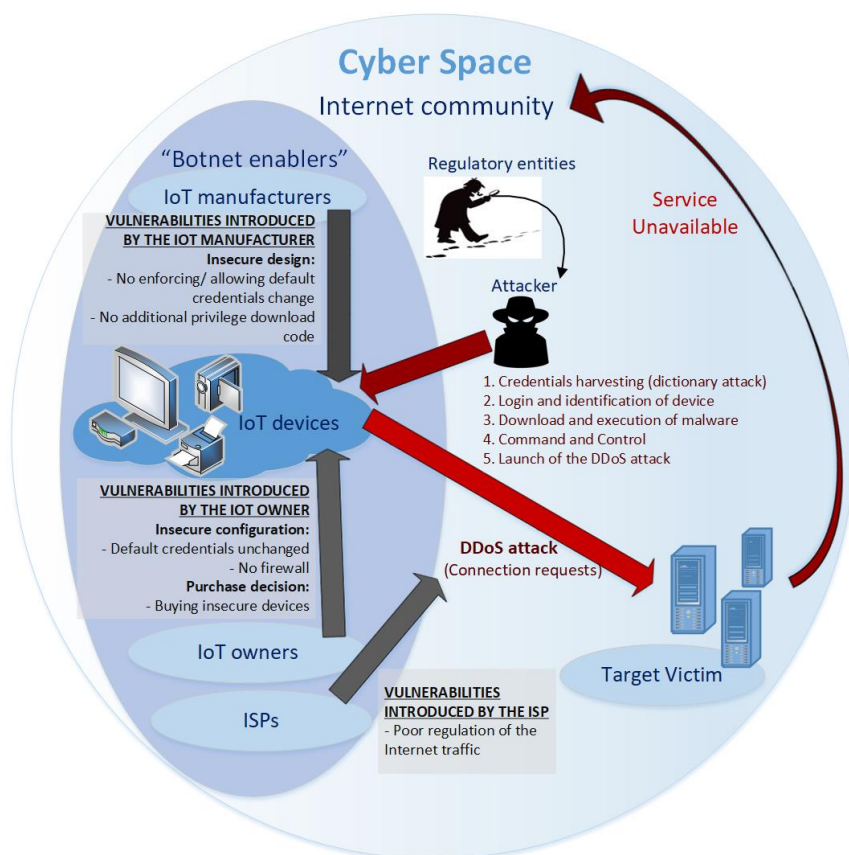 Cyber Space
Internet community
“Botnet enablers”
IoT manufacturers
VULNERABILITIES INTRODUCED
BY THE IOT MANUFACTURER
Insecure design:
- No enforcing/ allowing default
credentials change
- No additional privilege download
code
Regulatory entities
Service
Unavailable
Attacker
1. Credentials harvesting (dictionary attack)
2. Login and identification of device
3. Download and execution of malware
4. Command and Control
5. Launch of the DDoS attack
IoT devices
VULNERABILITIES INTRODUCED
BY THE IOT OWNER
Insecure configuration:
- Default credentials unchanged
- No firewall
Purchase decision:
- Buying insecure devices
DDoS attack
(Connection requests)
IoT owners
ISPs
Target Victim
VULNERABILITIES
INTRODUCED BY THE ISP
- Poor regulation of the
Internet traffic